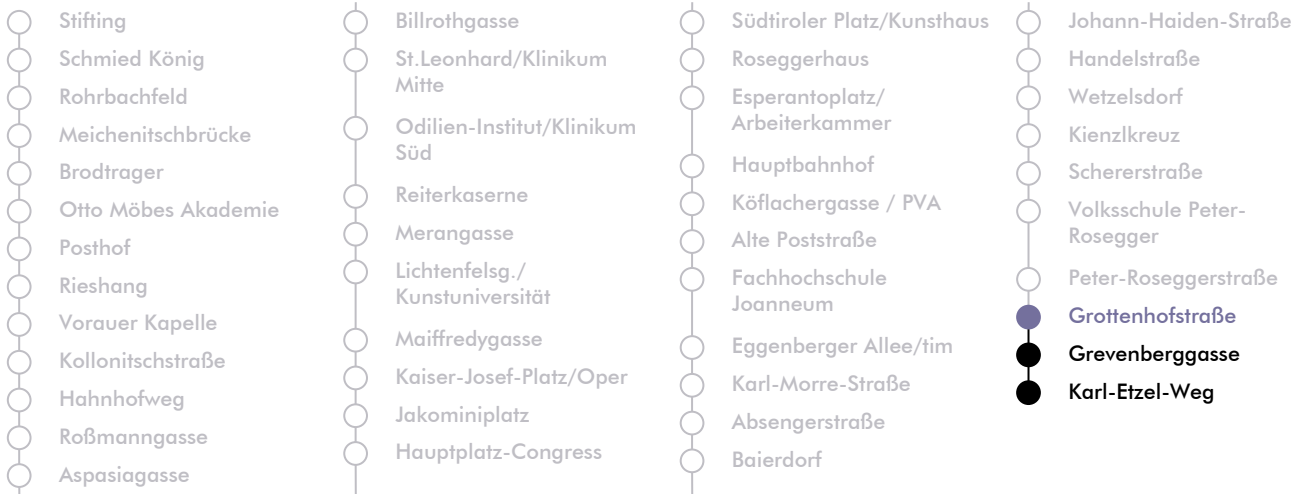 Stifting
Schmied König
Rohrbachfeld
Meichenitschbrücke
Brodtrager
Otto Möbes Akademie
Posthof
Rieshang
Vorauer Kapelle
Kollonitschstraße
Hahnhofweg
Roßmanngasse
Aspasiagasse
Billrothgasse
St.Leonhard/Klinikum
Mitte
Odilien-Institut/Klinikum
Süd
Reiterkaserne
Merangasse
Lichtenfelsg./
Kunstuniversität
Maiffredygasse
Kaiser-Josef-Platz/Oper
Jakominiplatz
Hauptplatz-Congress
Südtiroler Platz/Kunsthaus
Roseggerhaus
Esperantoplatz/
Arbeiterkammer
Hauptbahnhof
Köflachergasse / PVA
Alte Poststraße
Fachhochschule
Joanneum
Eggenberger Allee/tim
Karl-Morre-Straße
Absengerstraße
Baierdorf
Johann-Haiden-Straße
Handelstraße
Wetzelsdorf
Kienzlkreuz
Schererstraße
Volksschule Peter-
Rosegger
Peter-Roseggerstraße
Grottenhofstraße
Grevenberggasse
Karl-Etzel-Weg